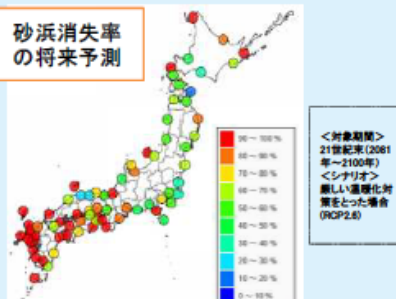 砂浜消失率
の将来予測
90～100%
80～90%
70～80%
60～70%
50～60%
40～50%
30～40%
20～30%
10～20%
0～10%
＜対象期間＞
21世紀末(2081
年～2100年)
＜シナリオ＞
厳しい温暖化対
策をとった場合
(RCP2.6)